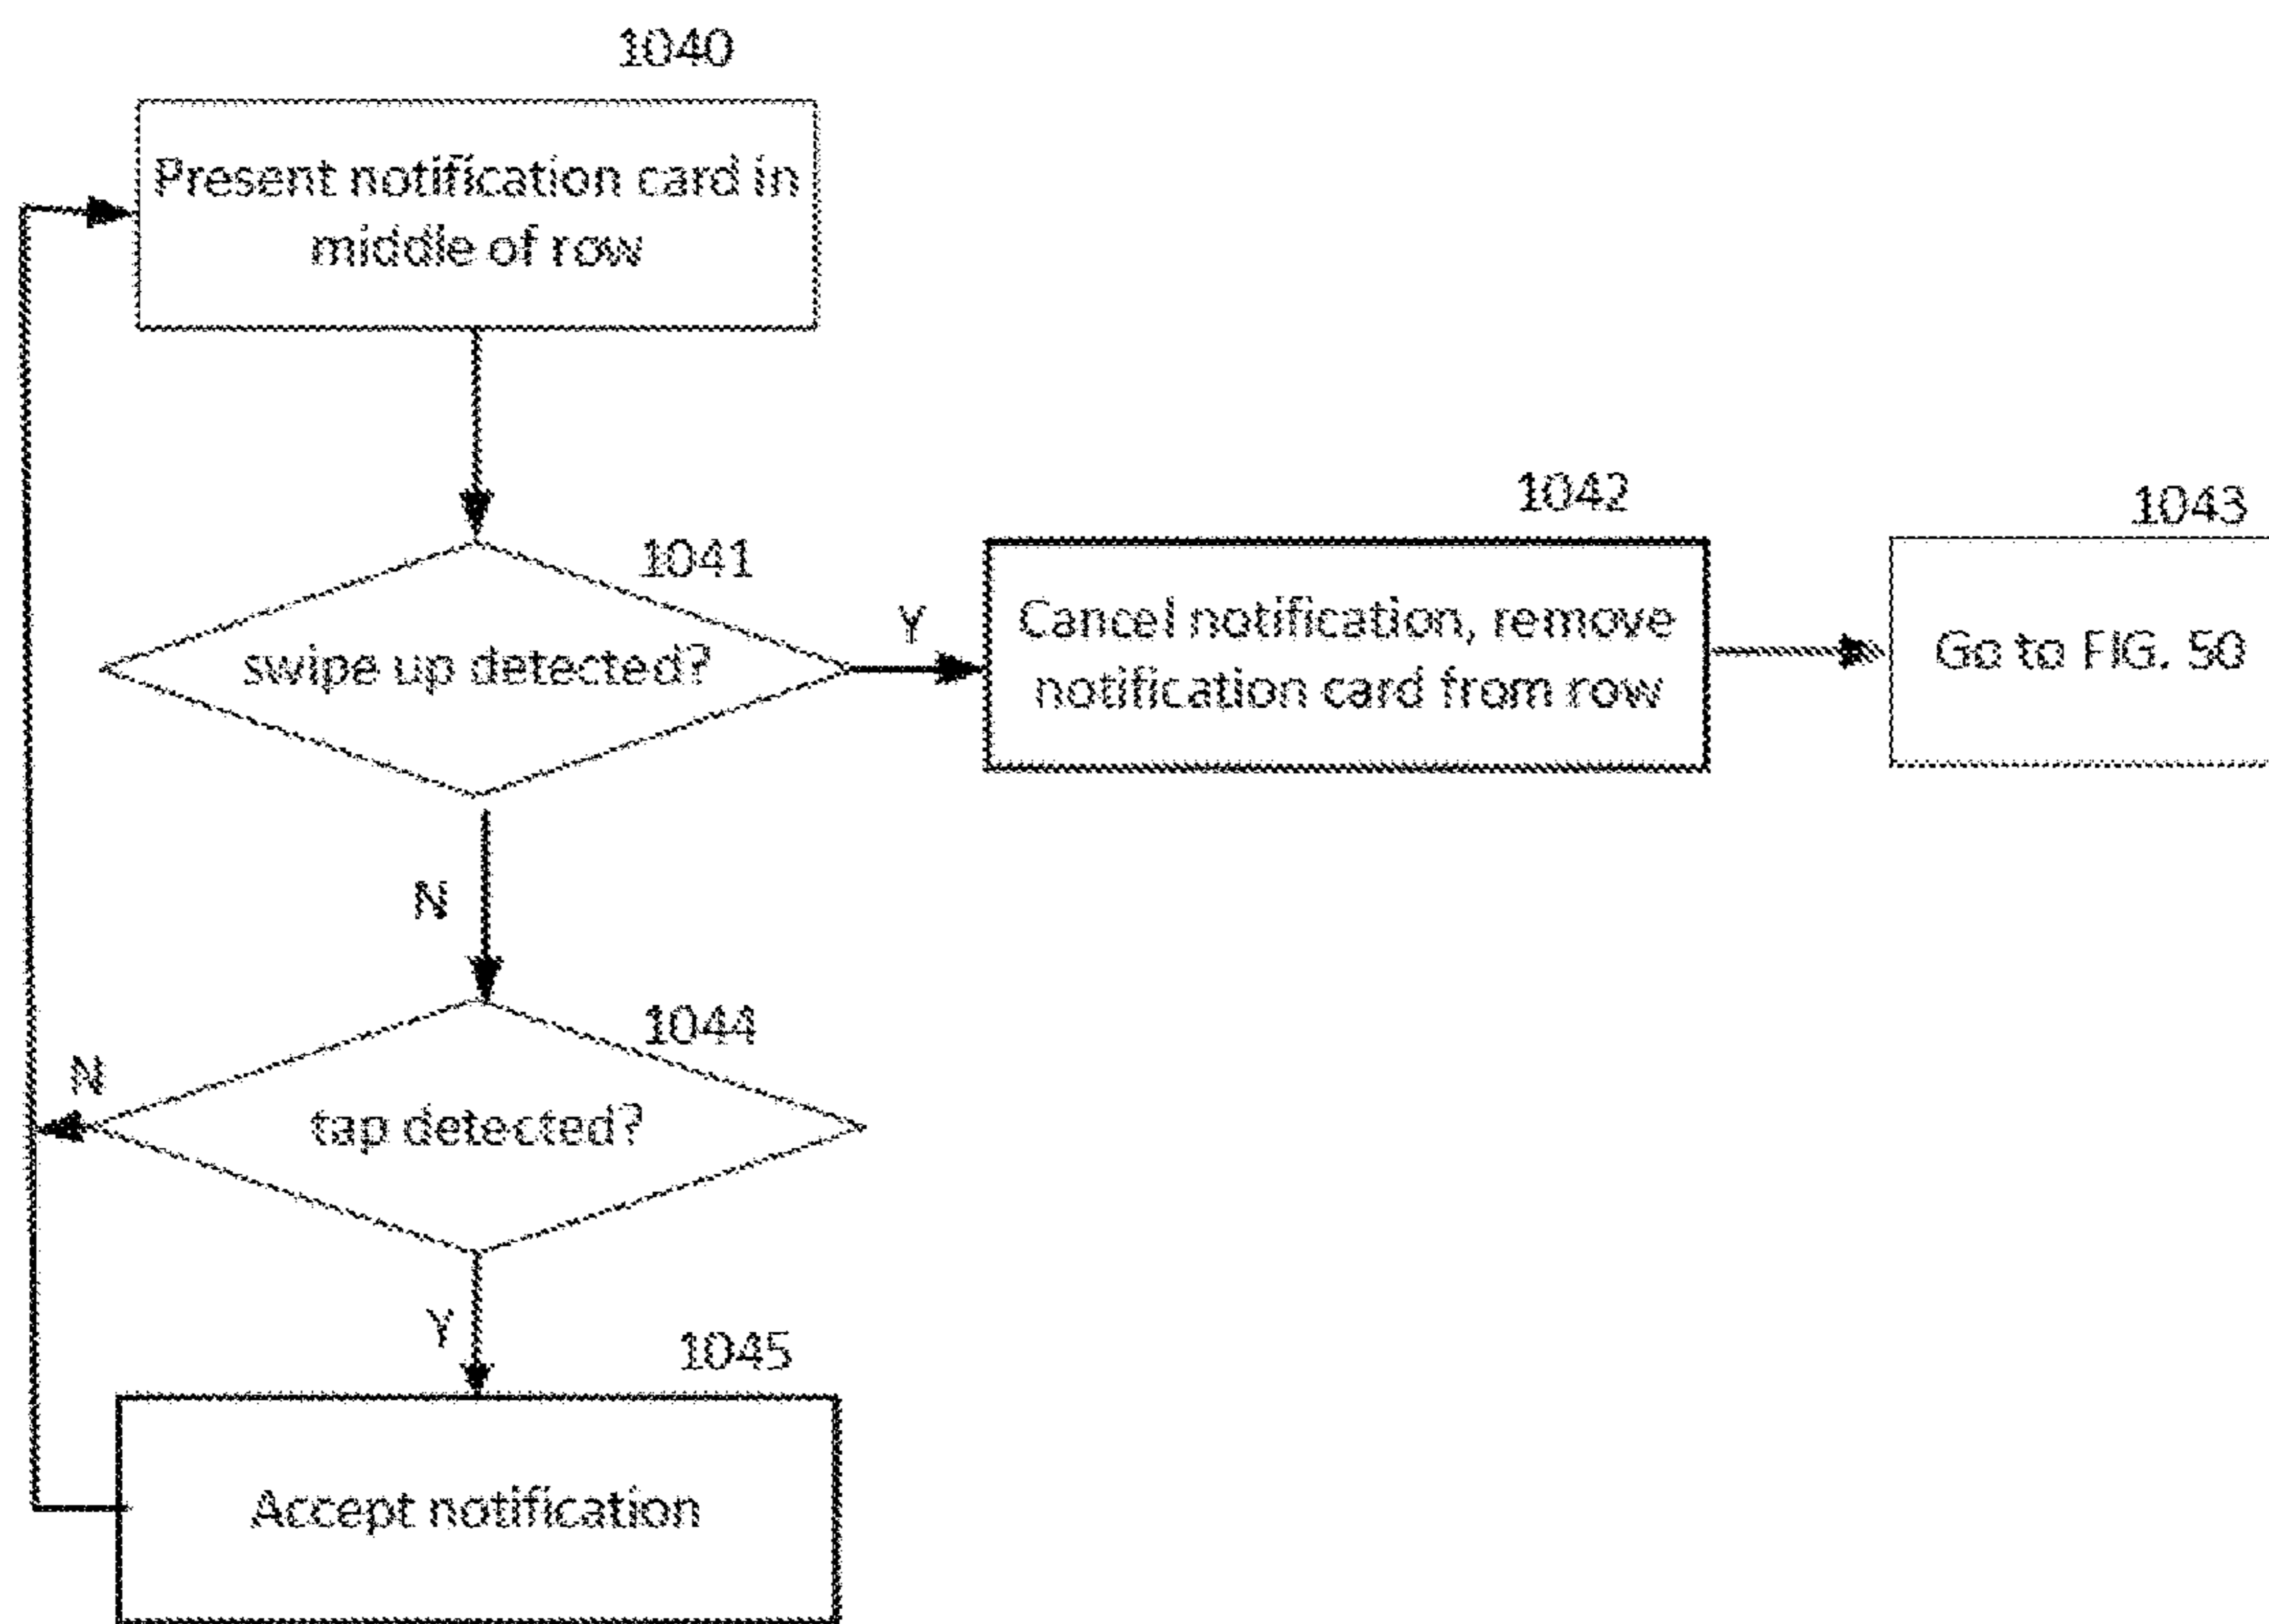 1040
Present notification card in
middle of row
1041
swipe up detected?
Y
1042
Cancel notification, remove
notification card from row
1043
Go to FIG. 50
N
1044
tap detected?
N
Y
1045
Accept notification